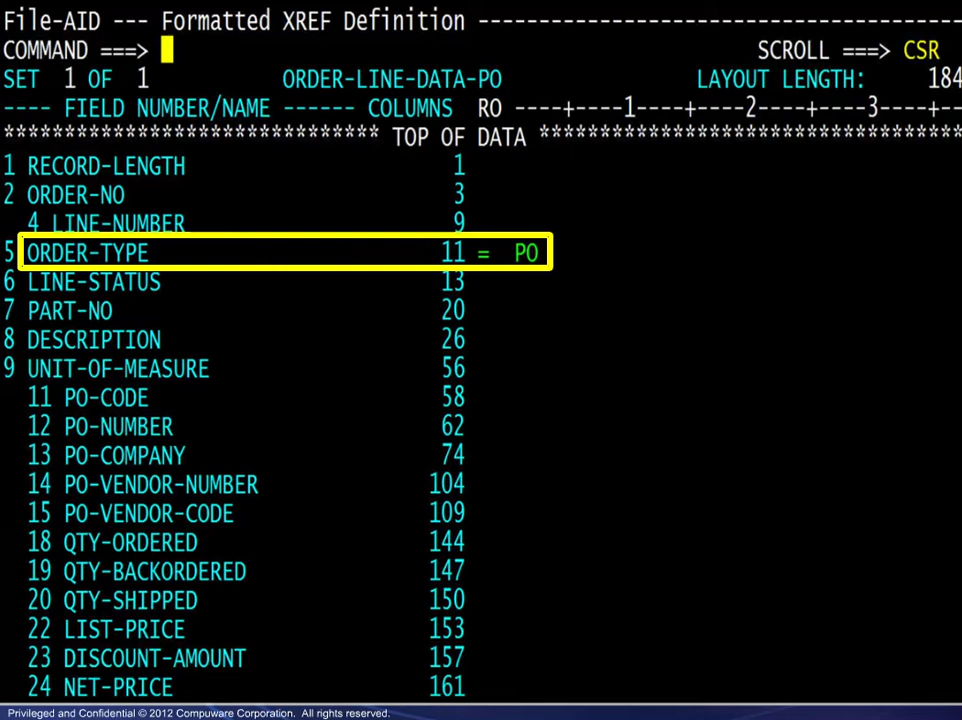 File-AID --- Formatted XREF Definition ----------------------------------------
COMMAND ===> SCROLL ===> CSR
SET 1 OF 1 ORDER-LINE-DATA-PO LAYOUT LENGTH: 184
---- FIELD NUMBER/NAME ------ COLUMNS RO ----+----1----+----2----+----3----+--
******************************* TOP OF DATA ***********************************
1 RECORD-LENGTH 1
2 ORDER-NO 3
4 LINE-NUMBER 9
5 ORDER-TYPE 11 = PO
6 LINE-STATUS 13
7 PART-NO 20
8 DESCRIPTION 26
9 UNIT-OF-MEASURE 56
11 PO-CODE 58
12 PO-NUMBER 62
13 PO-COMPANY 74
14 PO-VENDOR-NUMBER 104
15 PO-VENDOR-CODE 109
18 QTY-ORDERED 144
19 QTY-BACKORDERED 147
20 QTY-SHIPPED 150
22 LIST-PRICE 153
23 DISCOUNT-AMOUNT 157
24 NET-PRICE 161
Privileged and Confidential © 2012 Compuware Corporation. All rights reserved.